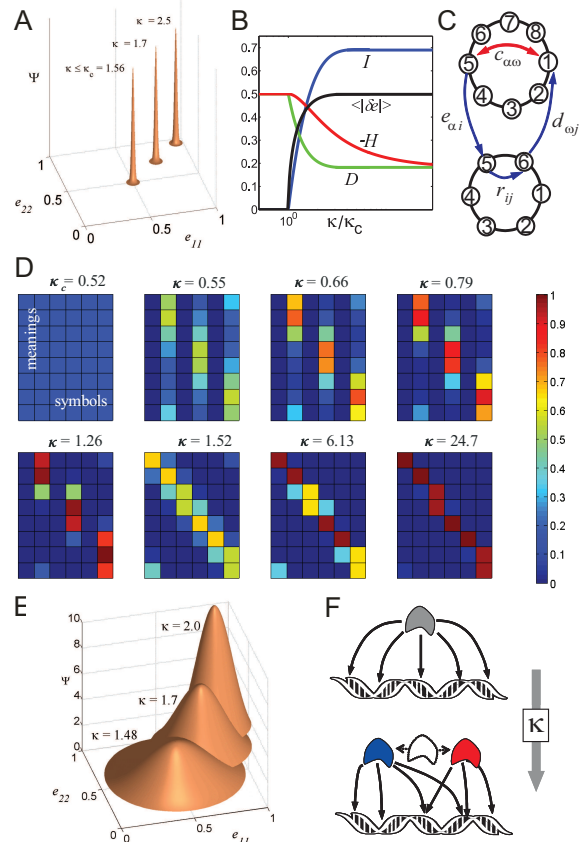 A
κ = 2.5
κ = 1.7
κ ≤ κc = 1.56
Ψ
1
0.5
0
e22
0
0.5
1
e11
B
0.7
0.6
0.5
0.4
0.3
0.2
0.1
0
I
<|δe|>
-H
D
10^0
κ/κc
C
7
6 8
5 1
cαω
4 2
3
eαi
dωj
5 6
rij
4 1
3 2
D
κc = 0.52
κ = 0.55
κ = 0.66
κ = 0.79
meanings
symbols
κ = 1.26
κ = 1.52
κ = 6.13
κ = 24.7
1
0.9
0.8
0.7
0.6
0.5
0.4
0.3
0.2
0.1
0
E
10
8
6
4
2
0
Ψ
κ = 2.0
κ = 1.7
κ = 1.48
1
0.5
0
e22
0
0.5
1
e11
F
κ